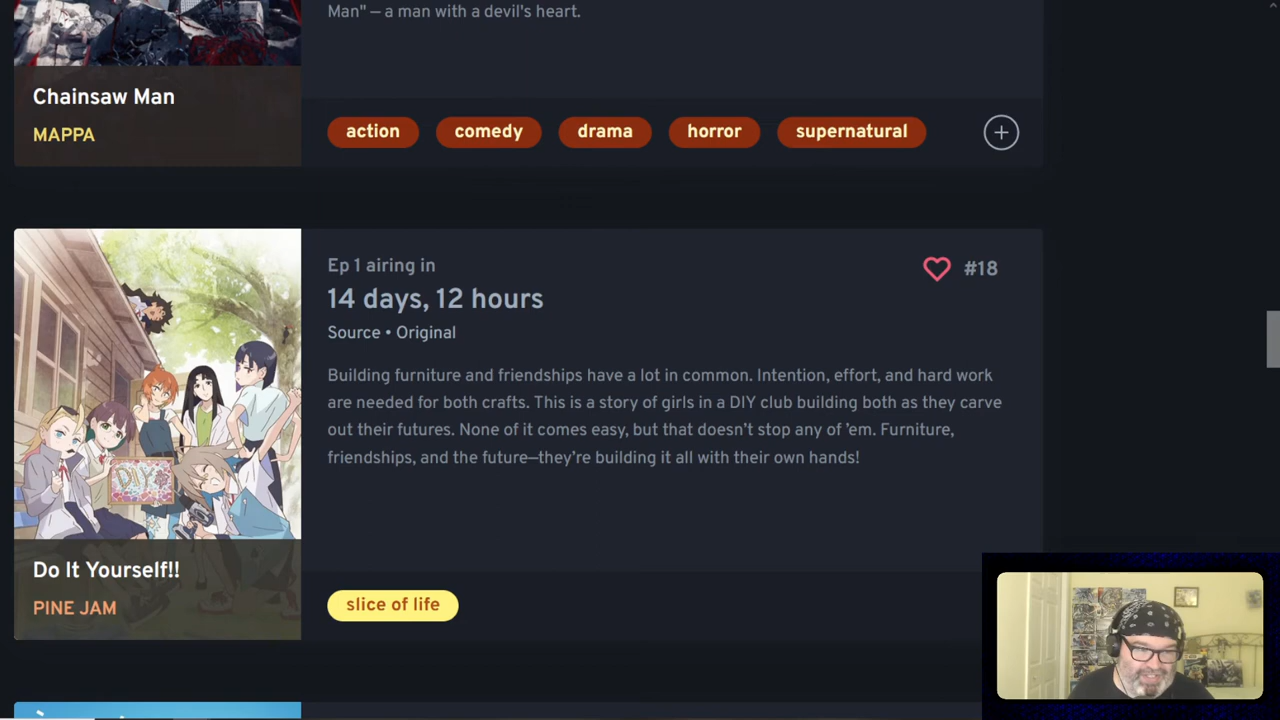 Man" — a man with a devil's heart.
Chainsaw Man
MAPPA
action comedy drama horror supernatural
Ep 1 airing in
#18
14 days, 12 hours
Source • Original
Building furniture and friendships have a lot in common. Intention, effort, and hard work
are needed for both crafts. This is a story of girls in a DIY club building both as they carve
out their futures. None of it comes easy, but that doesn’t stop any of ’em. Furniture,
friendships, and the future—they’re building it all with their own hands!
DIY
Do It Yourself!!
PINE JAM
slice of life